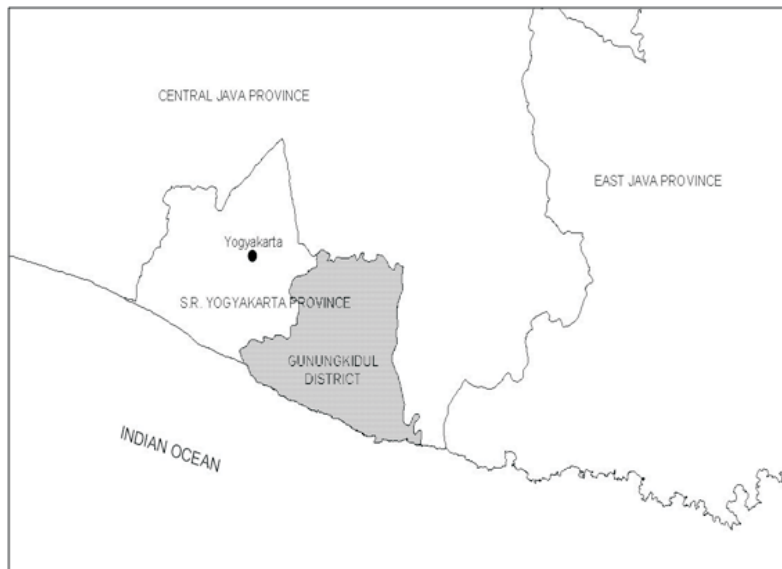 CENTRAL JAVA PROVINCE
EAST JAVA PROVINCE
Yogyakarta
S.R. YOGYAKARTA PROVINCE
GUNUNGKIDUL
DISTRICT
INDIAN OCEAN